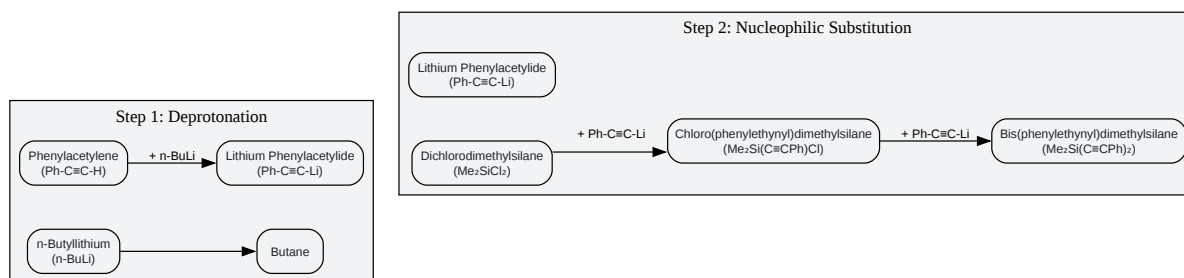 Step 1: Deprotonation
Phenylacetylene
(Ph-C≡C-H)
+ n-BuLi
Lithium Phenylacetylide
(Ph-C≡C-Li)
n-Butyllithium
(n-BuLi)
Butane
Step 2: Nucleophilic Substitution
Lithium Phenylacetylide
(Ph-C≡C-Li)
Dichlorodimethylsilane
(Me₂SiCl₂)
+ Ph-C≡C-Li
Chloro(phenylethynyl)dimethylsilane
(Me₂Si(C≡CPh)Cl)
+ Ph-C≡C-Li
Bis(phenylethynyl)dimethylsilane
(Me₂Si(C≡CPh)₂)